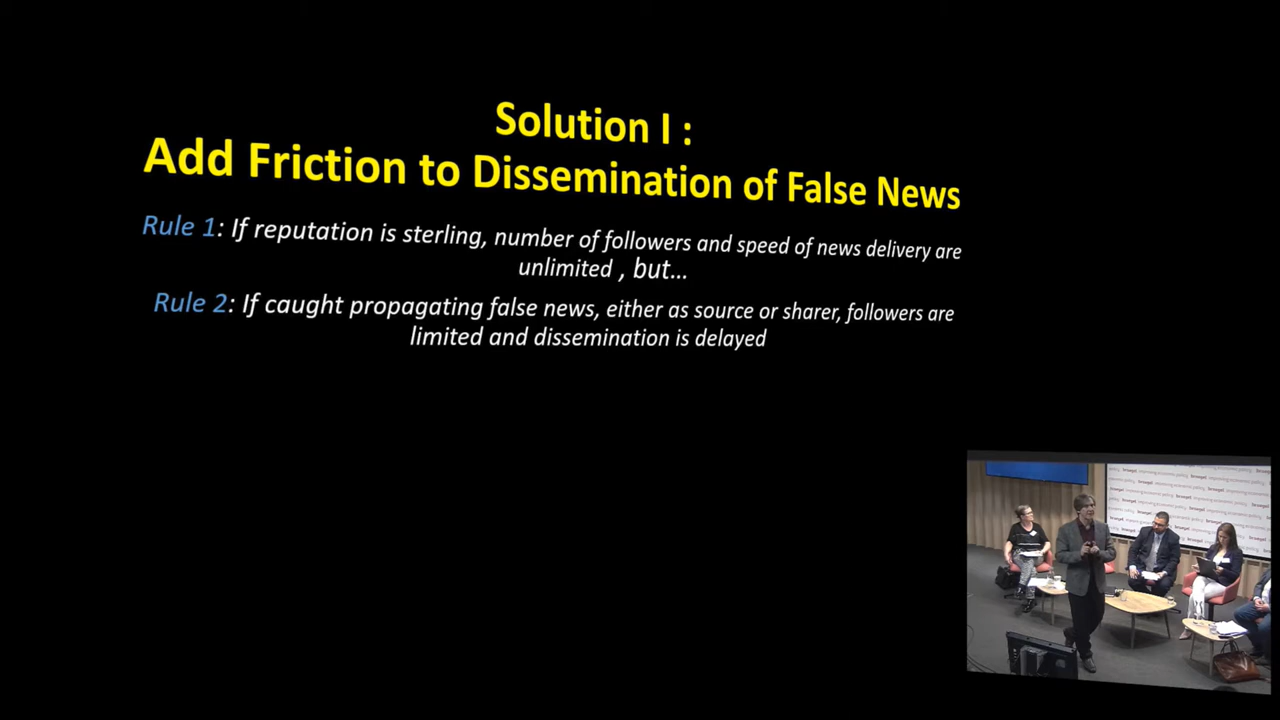 Solution I :
Add Friction to Dissemination of False News
Rule 1: If reputation is sterling, number of followers and speed of news delivery are
unlimited , but...
Rule 2: If caught propagating false news, either as source or sharer, followers are
limited and dissemination is delayed